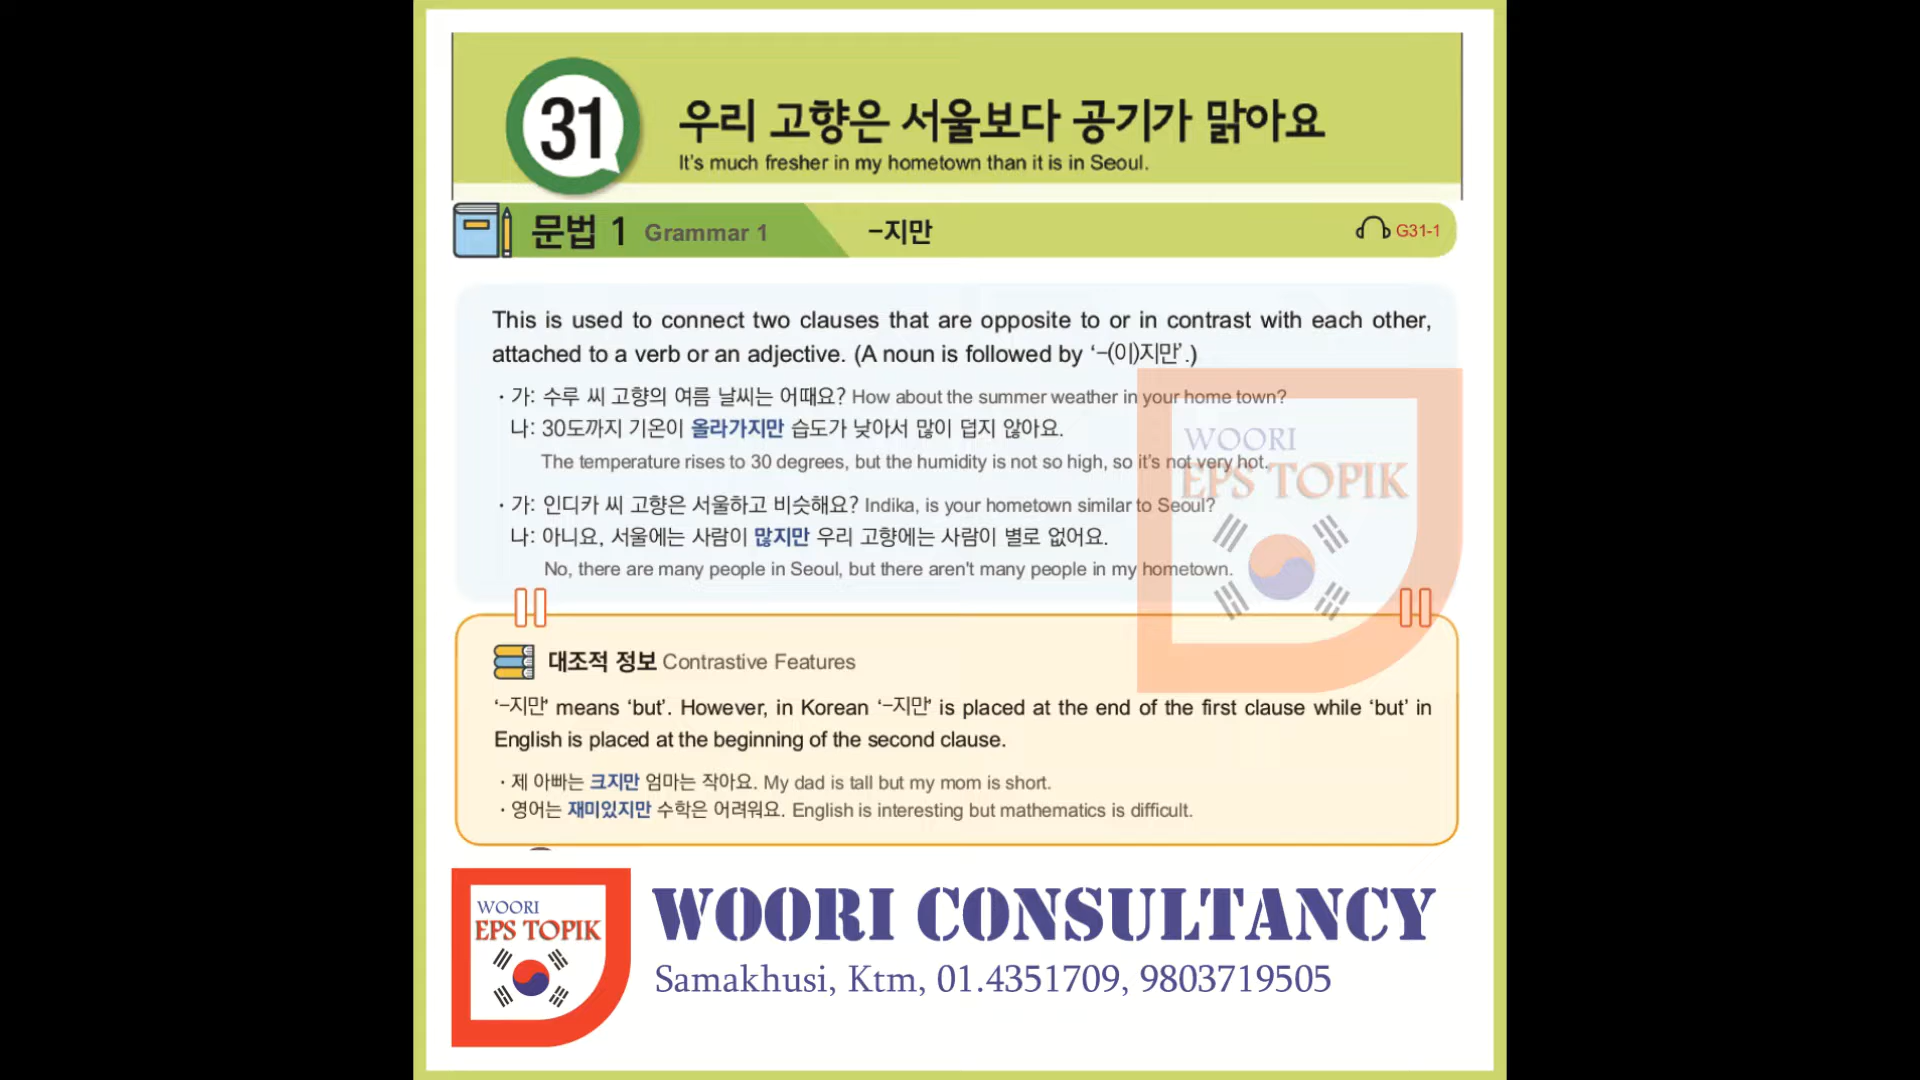 31
우리 고향은 서울보다 공기가 맑아요
It's much fresher in my hometown than it is in Seoul.
문법 1 Grammar 1 -지만 G31-1
This is used to connect two clauses that are opposite to or in contrast with each other,
attached to a verb or an adjective. (A noun is followed by ‘-(이)지만’.)
· 가: 수루 씨 고향의 여름 날씨는 어때요? How about the summer weather in your home town?
나: 30도까지 기온이 올라가지만 습도가 낮아서 많이 덥지 않아요.
The temperature rises to 30 degrees, but the humidity is not so high, so it's not very hot.
· 가: 인디카 씨 고향은 서울하고 비슷해요? Indika, is your hometown similar to Seoul?
나: 아니요, 서울에는 사람이 많지만 우리 고향에는 사람이 별로 없어요.
No, there are many people in Seoul, but there aren't many people in my hometown.
WOORI
EPS TOPIK
대조적 정보 Contrastive Features
‘-지만’ means ‘but’. However, in Korean ‘-지만’ is placed at the end of the first clause while ‘but’ in
English is placed at the beginning of the second clause.
· 제 아빠는 크지만 엄마는 작아요. My dad is tall but my mom is short.
· 영어는 재미있지만 수학은 어려워요. English is interesting but mathematics is difficult.
WOORI
EPS TOPIK
WOORI CONSULTANCY
Samakhusi, Ktm, 01.4351709, 9803719505